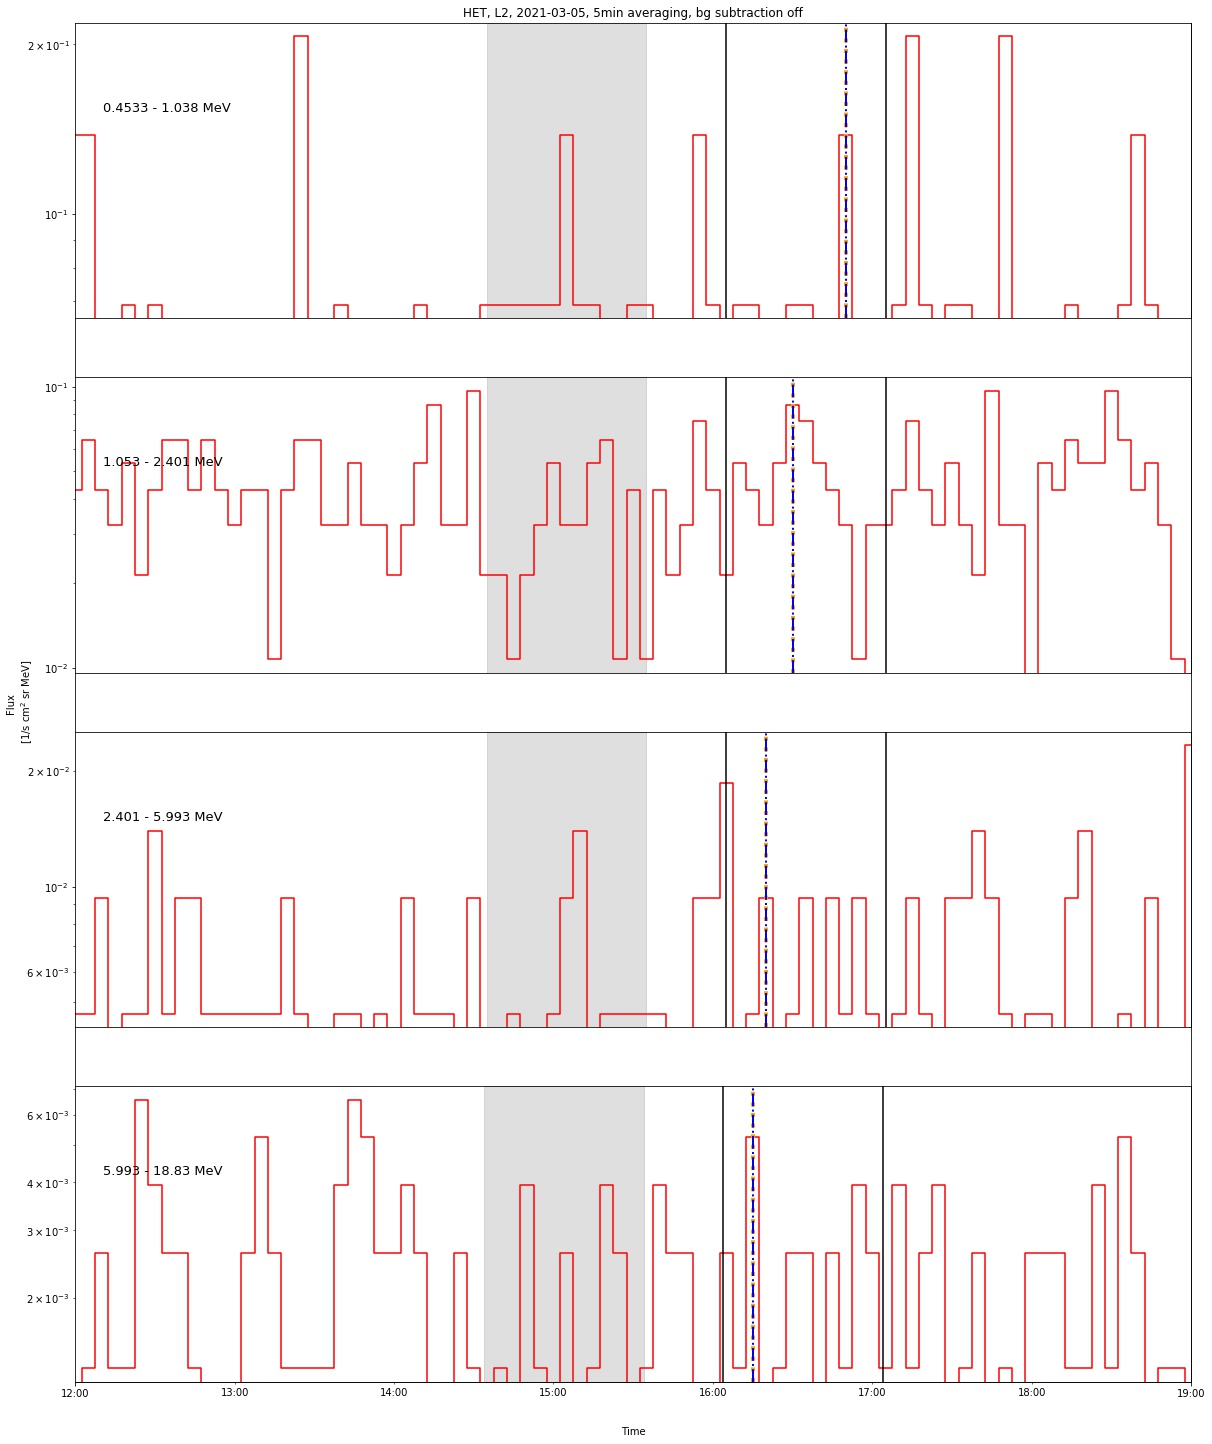 HET, L2, 2021-03-05, 5min averaging, bg subtraction off
2 × 10⁻¹
0.4533 - 1.038 MeV
10⁻¹
10⁻¹
1.053 - 2.401 MeV
10⁻²
Flux
[1/s cm² sr MeV]
2 × 10⁻²
2.401 - 5.993 MeV
10⁻²
6 × 10⁻³
6 × 10⁻³
5.993 - 18.83 MeV
4 × 10⁻³
3 × 10⁻³
2 × 10⁻³
12:00 13:00 14:00 15:00 16:00 17:00 18:00 19:00
Time